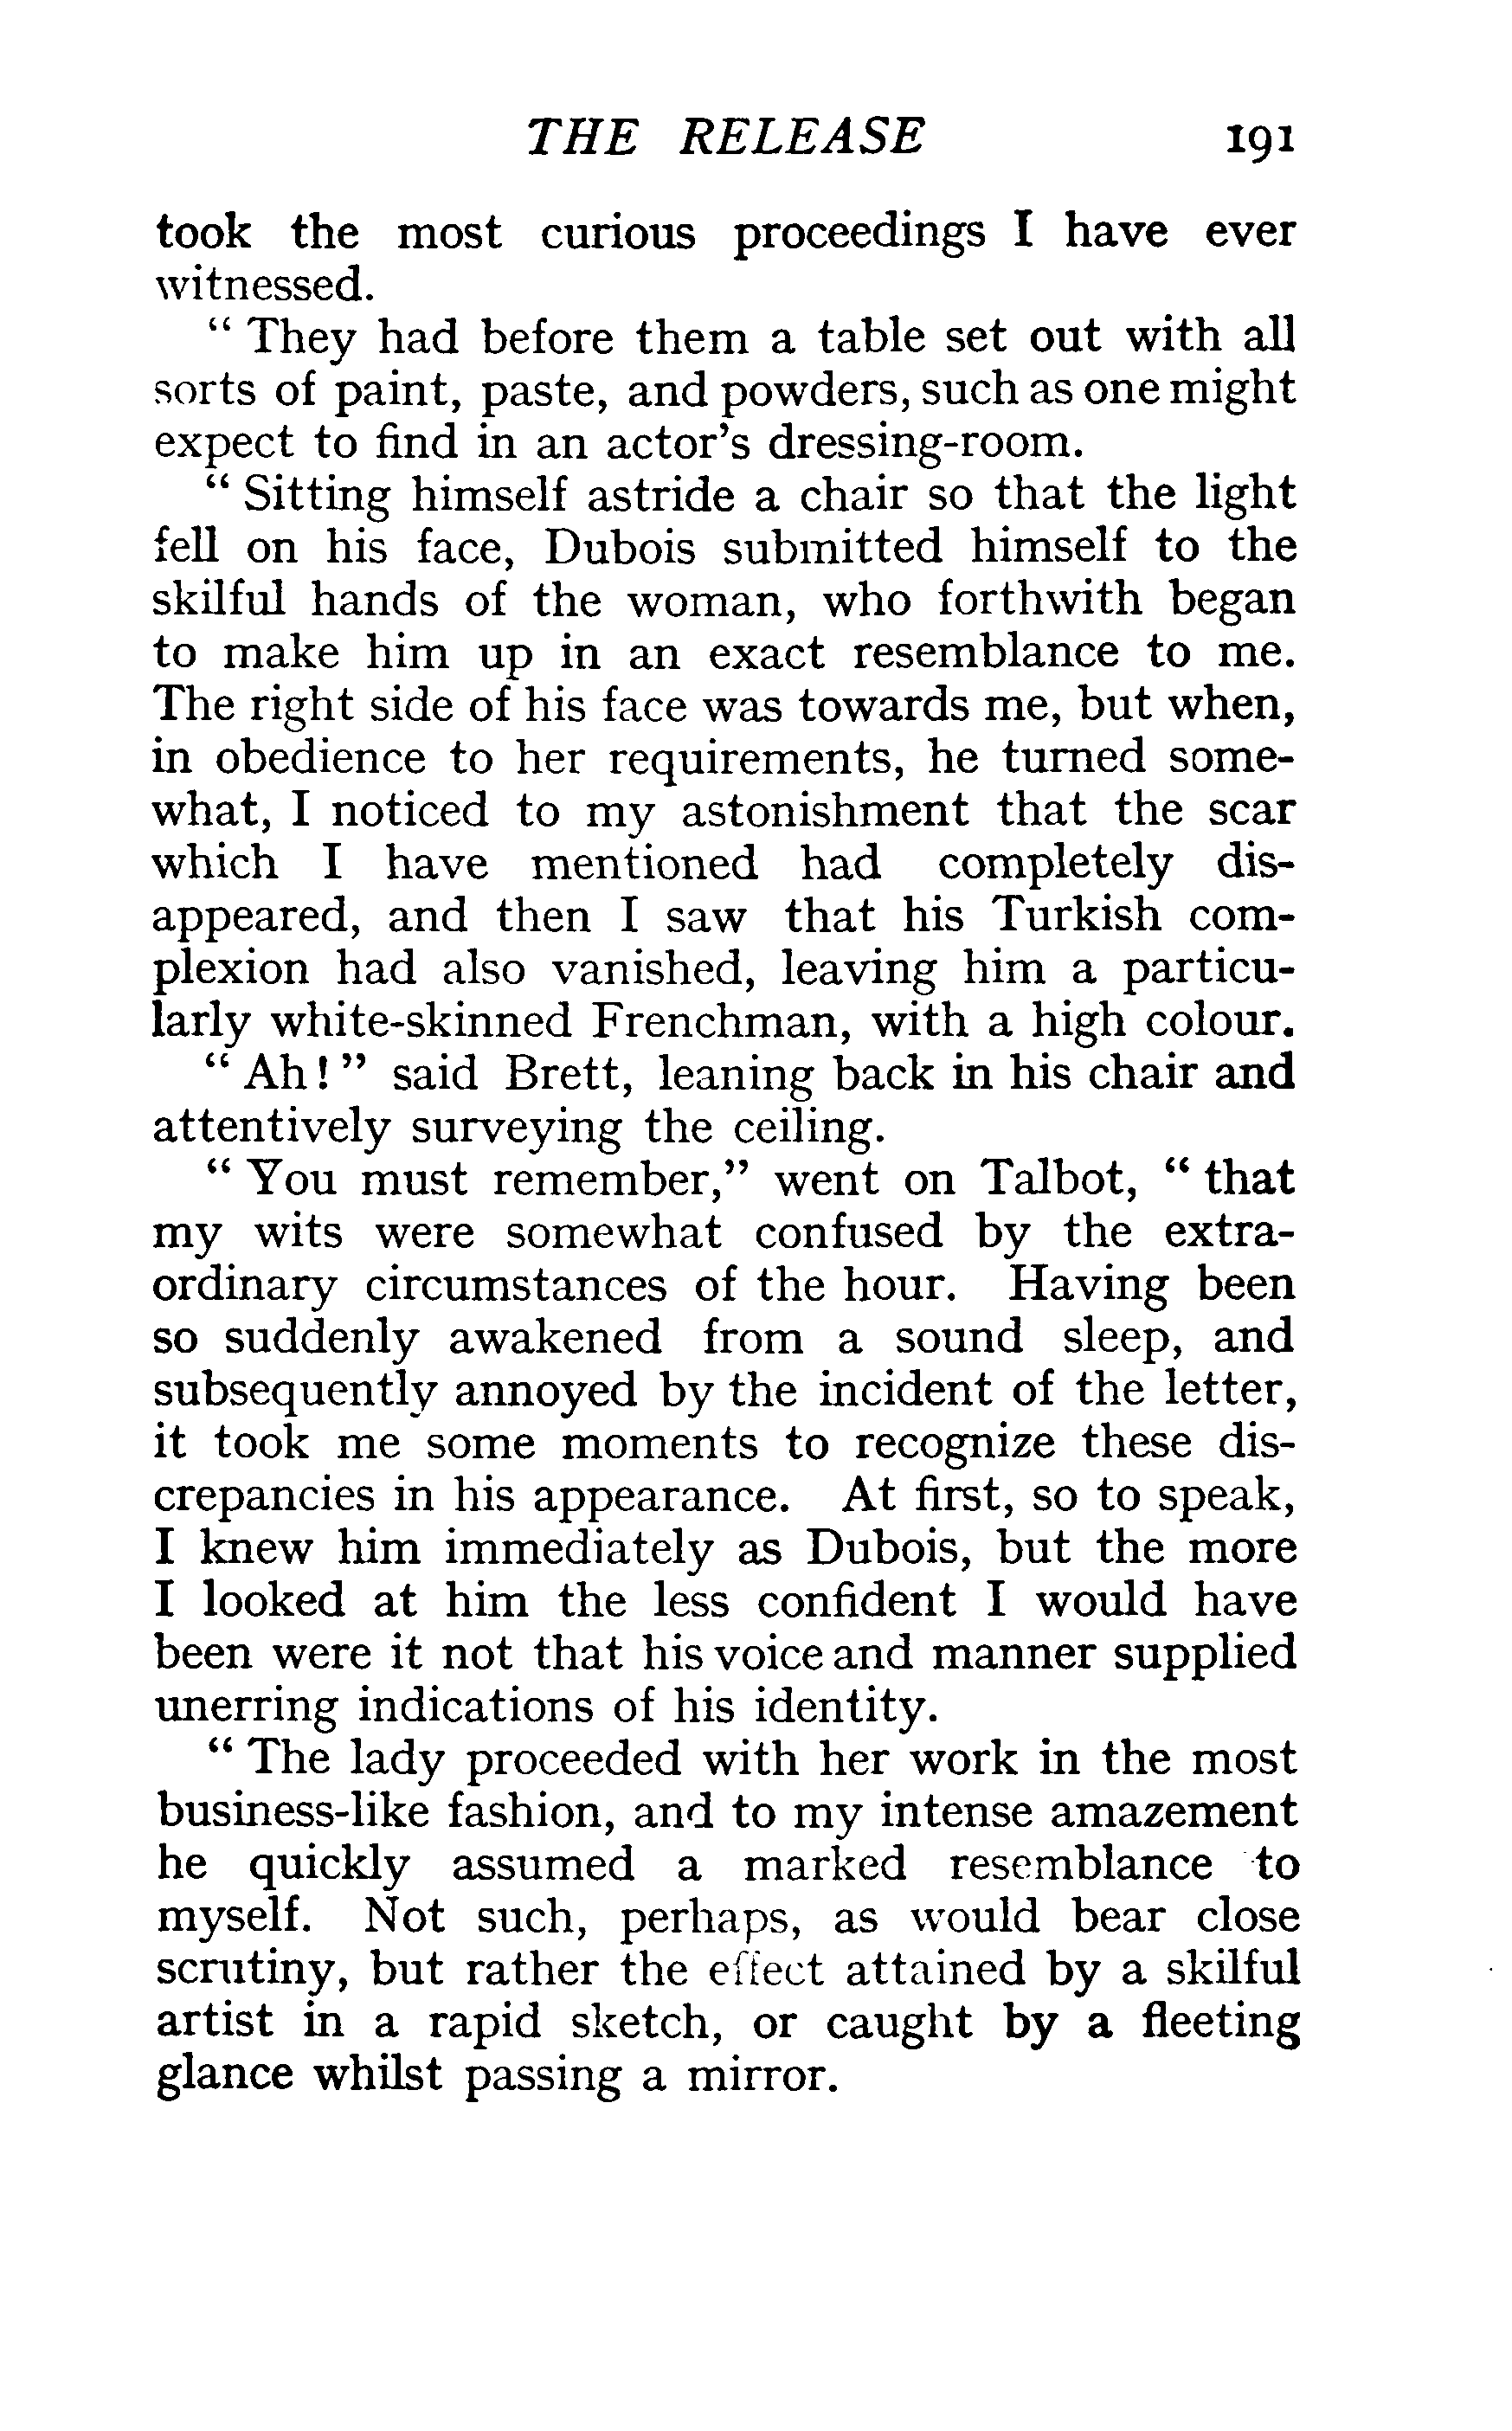 THE RELEASE 191
took the most curious proceedings I have ever
witnessed.
" They had before them a table set out with all
sorts of paint, paste, and powders, such as one might
expect to find in an actor's dressing-room.
" Sitting himself astride a chair so that the light
fell on his face, Dubois submitted himself to the
skilful hands of the woman, who forthwith began
to make him up in an exact resemblance to me.
The right side of his face was towards me, but when,
in obedience to her requirements, he turned some-
what, I noticed to my astonishment that the scar
which I have mentioned had completely dis-
appeared, and then I saw that his Turkish com-
plexion had also vanished, leaving him a particu-
larly white-skinned Frenchman, with a high colour.
" Ah ! " said Brett, leaning back in his chair and
attentively surveying the ceiling.
" You must remember," went on Talbot, " that
my wits were somewhat confused by the extra-
ordinary circumstances of the hour. Having been
so suddenly awakened from a sound sleep, and
subsequently annoyed by the incident of the letter,
it took me some moments to recognize these dis-
crepancies in his appearance. At first, so to speak,
I knew him immediately as Dubois, but the more
I looked at him the less confident I would have
been were it not that his voice and manner supplied
unerring indications of his identity.
" The lady proceeded with her work in the most
business-like fashion, and to my intense amazement
he quickly assumed a marked resemblance to
myself. Not such, perhaps, as would bear close
scrutiny, but rather the effect attained by a skilful
artist in a rapid sketch, or caught by a fleeting
glance whilst passing a mirror.